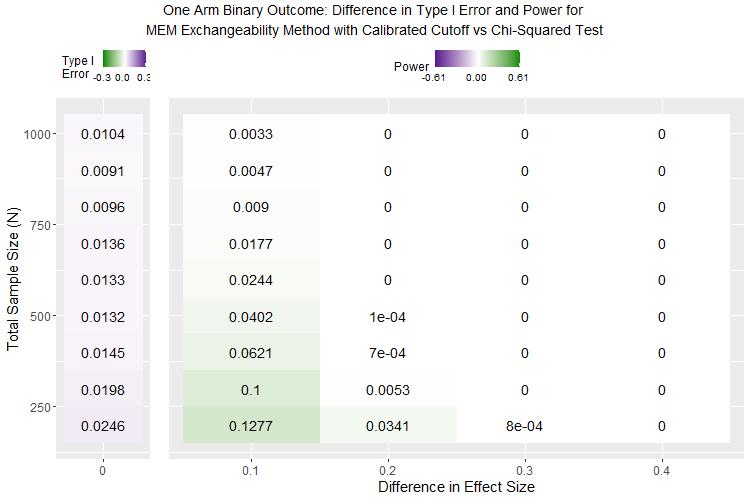 One Arm Binary Outcome: Difference in Type I Error and Power for
MEM Exchangeability Method with Calibrated Cutoff vs Chi-Squared Test
Type I
Error -0.3 0.0 0.3
Power -0.61 0.00 0.61
Total Sample Size (N)
1000 0.0104 0.0033 0 0 0
0.0091 0.0047 0 0 0
0.0096 0.009 0 0 0
750
0.0136 0.0177 0 0 0
0.0133 0.0244 0 0 0
500 0.0132 0.0402 1e-04 0 0
0.0145 0.0621 7e-04 0 0
0.0198 0.1 0.0053 0 0
250
0.0246 0.1277 0.0341 8e-04 0
0 0.1 0.2 0.3 0.4
Difference in Effect Size